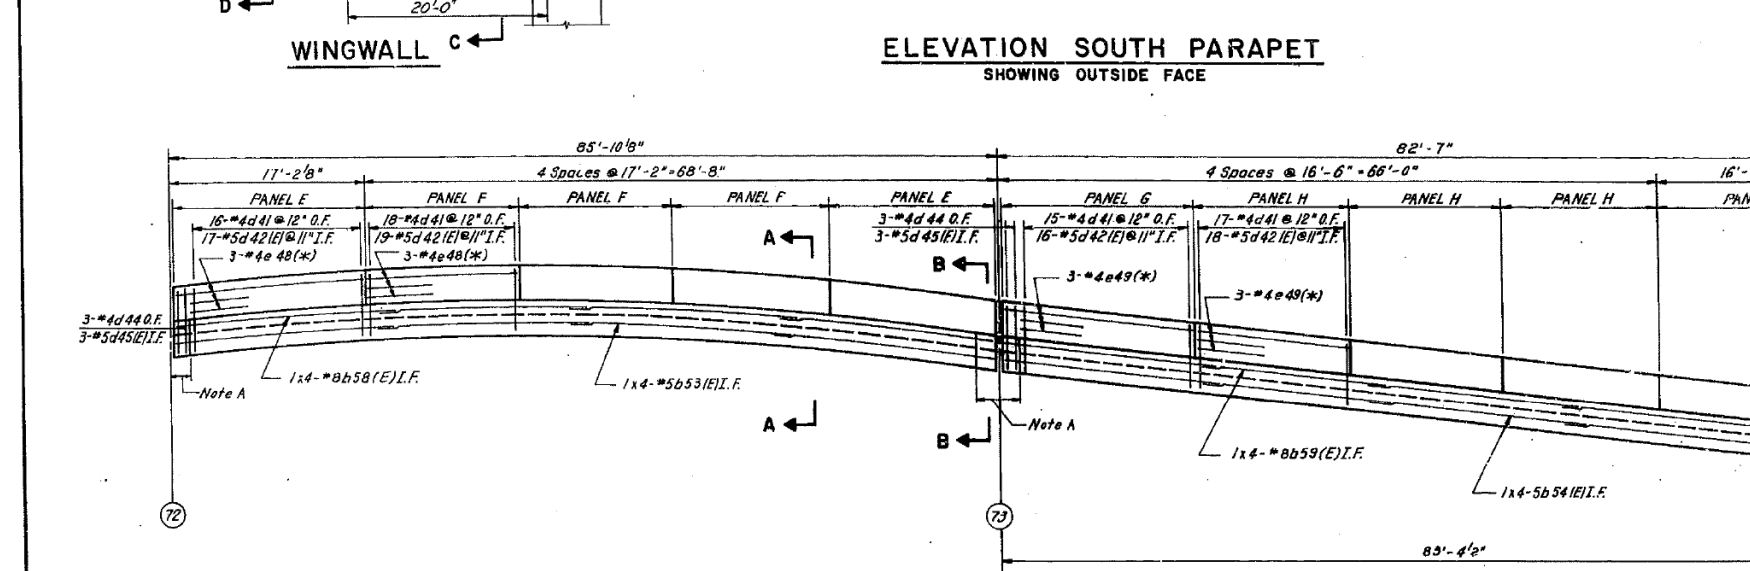 D
20'-0"
WINGWALL
C
ELEVATION SOUTH PARAPET
SHOWING OUTSIDE FACE
85'-10⅛"
82'-7"
17'-2⅛"
4 Spaces @ 17'-2"=68'-8"
4 Spaces @ 16'-6"=66'-0"
16'-
PANEL E
PANEL F
PANEL F
PANEL F
PANEL E
PANEL G
PANEL H
PANEL H
PANEL H
PAN
16-#4d41@12" O.F.
17-#5d42(E)@11" I.F.
3-#4e48(*)
18-#4d41@12" O.F.
19-#5d42(E)@11" I.F.
3-#4e48(*)
3-#4d44 O.F.
3-#5d45(E) I.F.
15-#4d41@12" O.F.
16-#5d42(E)@11" I.F.
3-#4e49(*)
17-#4d41@12" O.F.
18-#5d42(E)@11" I.F.
3-#4e49(*)
A
B
3-#4d44 O.F.
3-#5d45(E) I.F.
1x4-#8b58(E) I.F.
1x4-#5b53(E) I.F.
Note A
A
B
Note A
1x4-#8b59(E) I.F.
1x4-5b54(E) I.F.
72
73
85'-4½"